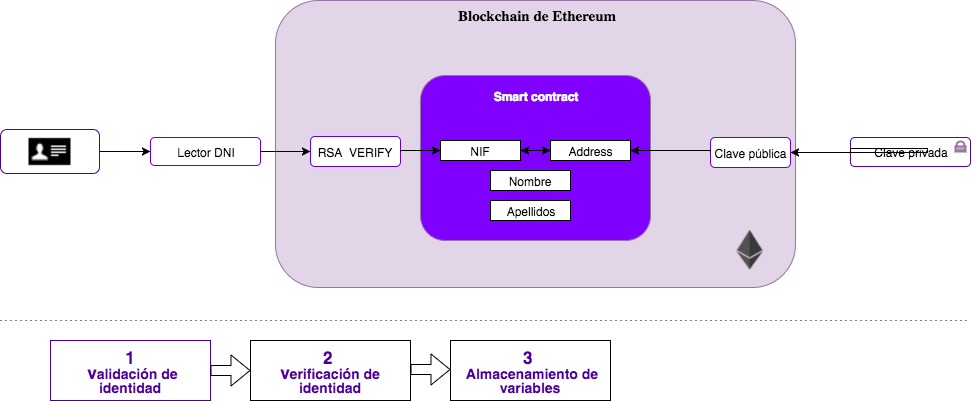 Blockchain de Ethereum
Smart contract
Lector DNI
RSA VERIFY
NIF
Address
Clave pública
Clave privada
Nombre
Apellidos
1
Validación de
identidad
2
Verificación de
identidad
3
Almacenamiento de
variables